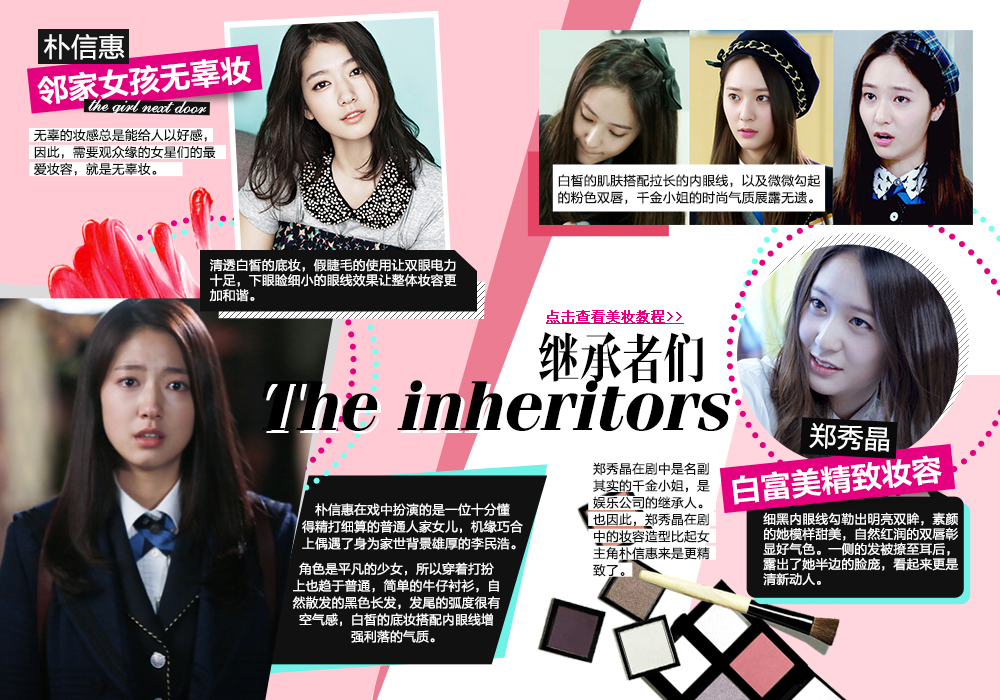 朴信惠
邻家女孩无辜妆
the girl next door
无辜的妆感总是能给人以好感，
因此，需要观众缘的女星们的最
爱妆容，就是无辜妆。
清透白皙的底妆，假睫毛的使用让双眼电力
十足，下眼睑细小的眼线效果让整体妆容更
加和谐。
白皙的肌肤搭配拉长的内眼线，以及微微勾起
的粉色双唇，千金小姐的时尚气质展露无遗。
点击查看美妆教程>>
继承者们
The inheritors
郑秀晶
白富美精致妆容
郑秀晶在剧中是名副
其实的千金小姐，是
娱乐公司的继承人。
也因此，郑秀晶在剧
中的妆容造型比起女
主角朴信惠来是更精
致了。
细黑内眼线勾勒出明亮双眸，素颜
的她模样甜美，自然红润的双唇彰
显好气色。一侧的发被撩至耳后，
露出了她半边的脸庞，看起来更是
清新动人。
朴信惠在戏中扮演的是一位十分懂
得精打细算的普通人家女儿，机缘巧合
上偶遇了身为家世背景雄厚的李民浩。
角色是平凡的少女，所以穿着打扮
上也趋于普通，简单的牛仔衬衫，自
然散发的黑色长发，发尾的弧度很有
空气感，白皙的底妆搭配内眼线增
强利落的气质。